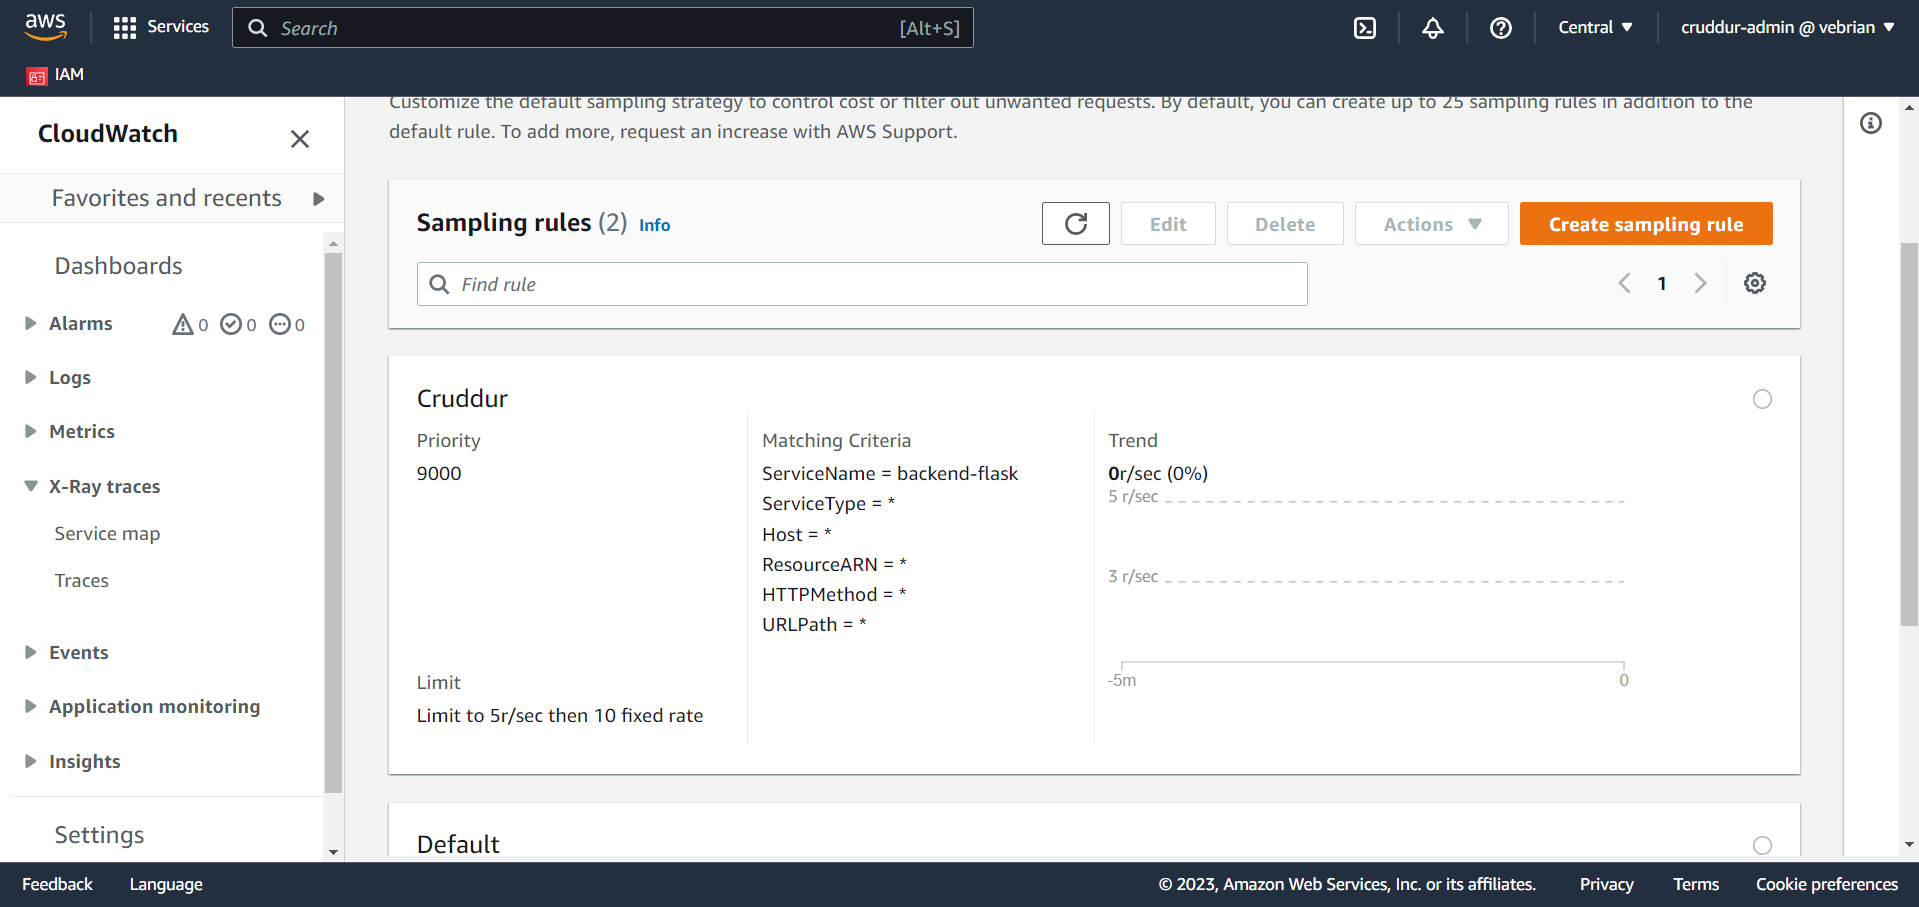 aws
Services
Search
[Alt+S]
Central
cruddur-admin @ vebrian
IAM
CloudWatch
Favorites and recents
Dashboards
Alarms
0
0
0
Logs
Metrics
X-Ray traces
Service map
Traces
Events
Application monitoring
Insights
Settings
Customize the default sampling strategy to control cost or filter out unwanted requests. By default, you can create up to 25 sampling rules in addition to the
default rule. To add more, request an increase with AWS Support.
Sampling rules (2) Info
Edit
Delete
Actions
Create sampling rule
Find rule
1
Cruddur
Priority
9000
Limit
Limit to 5r/sec then 10 fixed rate
Matching Criteria
ServiceName = backend-flask
ServiceType = *
Host = *
ResourceARN = *
HTTPMethod = *
URLPath = *
Trend
0r/sec (0%)
5 r/sec
3 r/sec
-5m
0
Default
Feedback
Language
© 2023, Amazon Web Services, Inc. or its affiliates.
Privacy
Terms
Cookie preferences